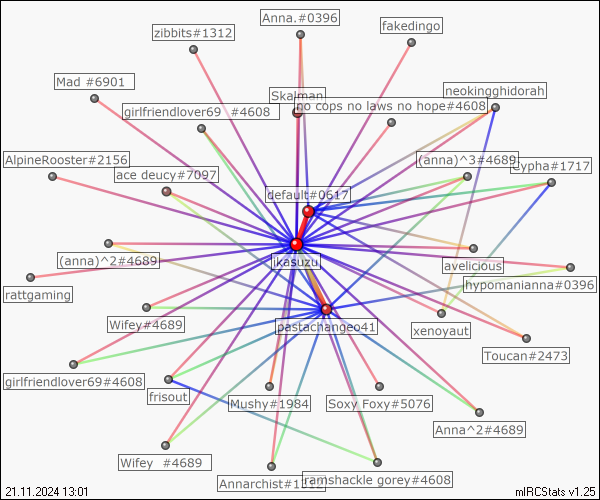 Anna.#0396
fakedingo
zibbits#1312
Mad #6901
Skalman
neokingghidorah
girlfriendlover69  #4608
no cops no laws no hope#4608
AlpineRooster#2156
(anna)^3#4689
Cypha#1717
ace deucy#7097
default#0617
(anna)^2#4689
ikasuzu
avelicious
hypomanianna#0396
rattgaming
Wifey#4689
pastachangeo41
xenoyaut
Toucan#2473
girlfriendlover69#4608
frisout
Mushy#1984
Soxy Foxy#5076
Anna^2#4689
Wifey  #4689
Annarchist#1312
ramshackle gorey#4608
21.11.2024 13:01
mIRCStats v1.25